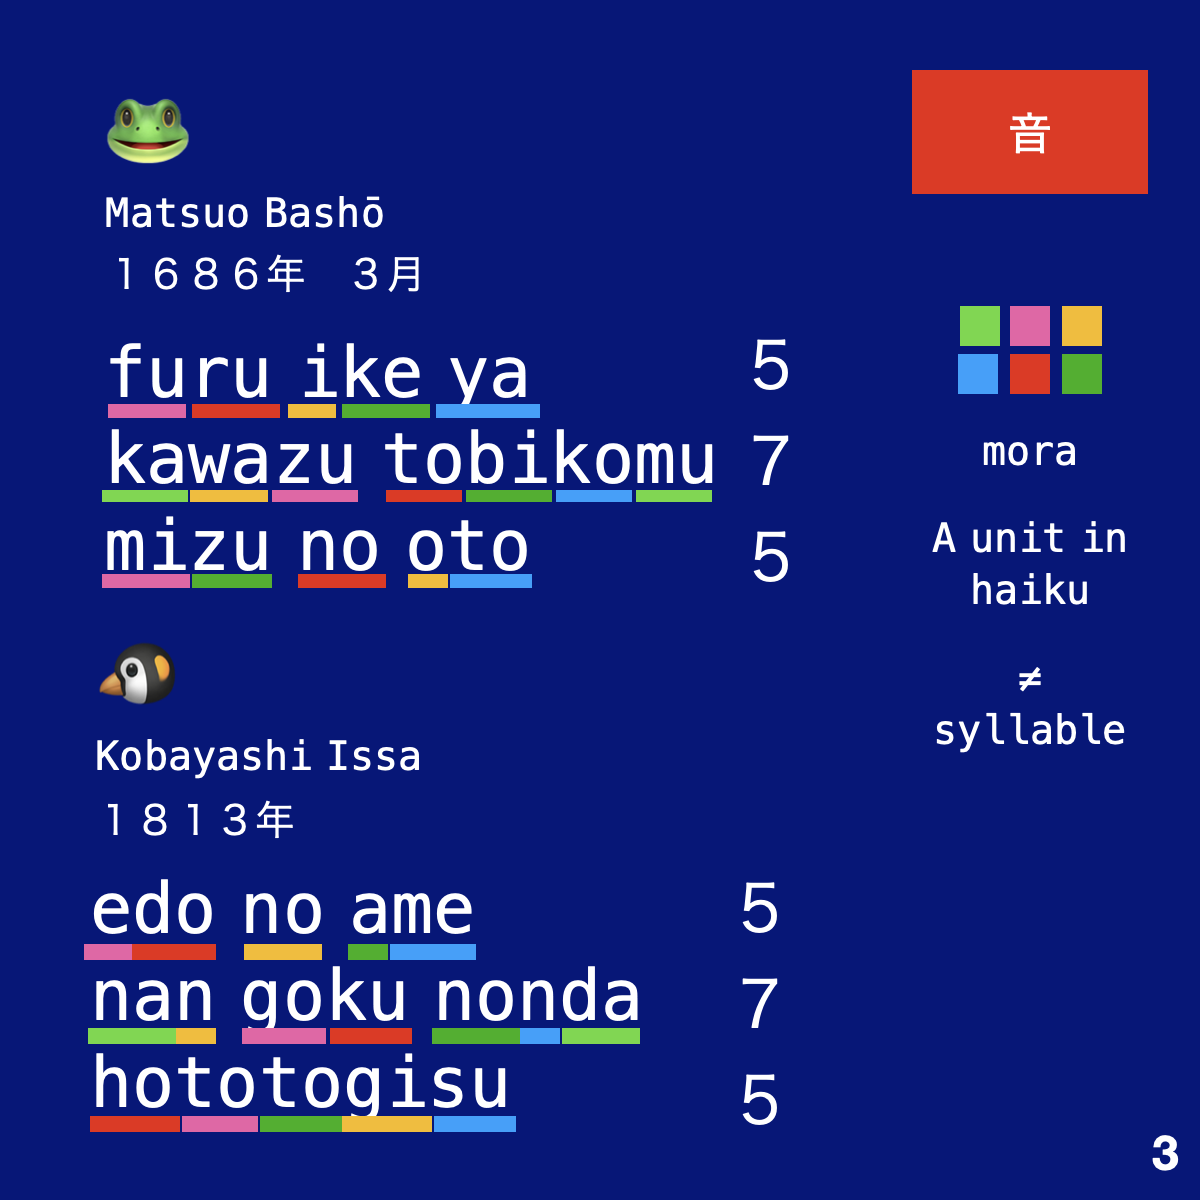 Matsuo Bashō
１６８６年　３月
furu ike ya 5
kawazu tobikomu 7
mizu no oto 5
Kobayashi Issa
１８１３年
edo no ame 5
nan goku nonda 7
hototogisu 5
音
mora
A unit in
haiku
≠
syllable
3